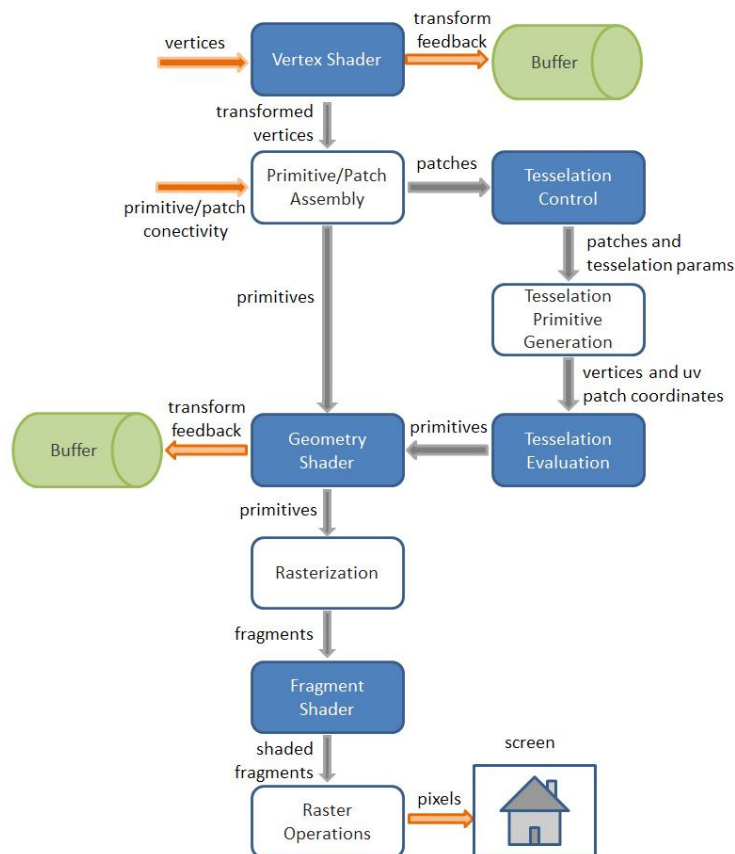 transform
feedback
vertices
Vertex Shader
Buffer
transformed
vertices
Primitive/Patch
Assembly
patches
Tesselation
Control
primitive/patch
conectivity
patches and
tesselation params
primitives
Tesselation
Primitive
Generation
vertices and uv
patch coordinates
transform
feedback
Buffer
Geometry
Shader
primitives
Tesselation
Evaluation
primitives
Rasterization
fragments
Fragment
Shader
shaded
fragments
screen
Raster
Operations
pixels